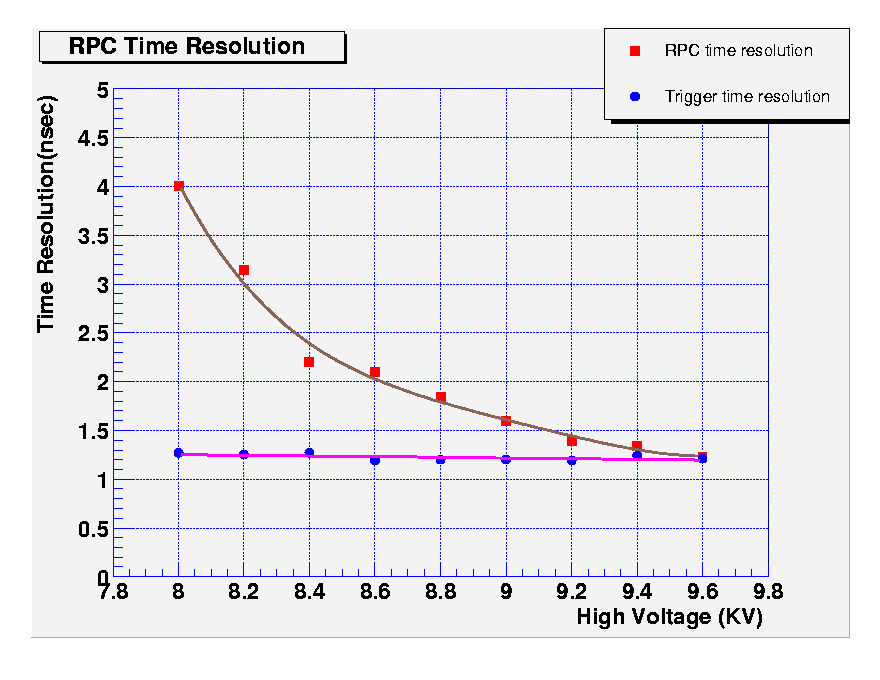 RPC Time Resolution
RPC time resolution
Trigger time resolution
Time Resolution(nsec)
5
4.5
4
3.5
3
2.5
2
1.5
1
0.5
0
7.8 8 8.2 8.4 8.6 8.8 9 9.2 9.4 9.6 9.8
High Voltage (KV)